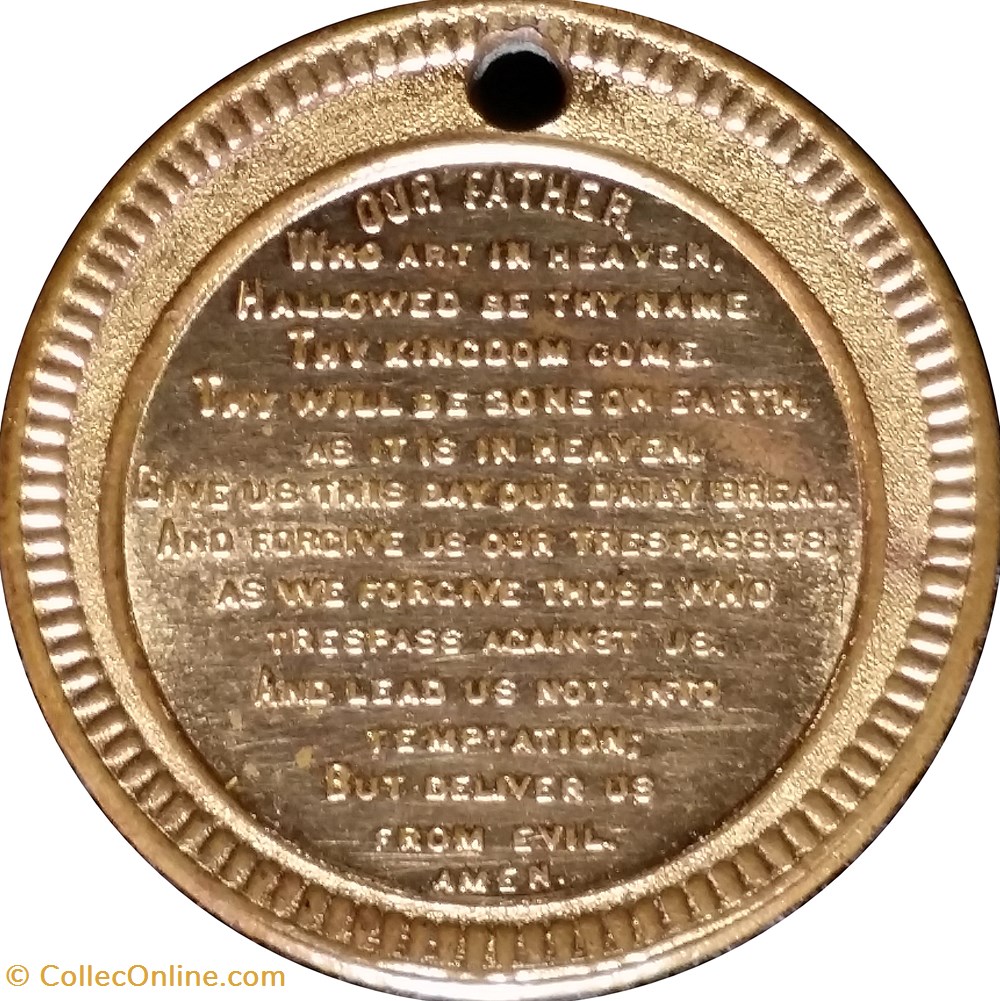 OUR FATHER,
WHO ART IN HEAVEN,
HALLOWED BE THY NAME.
THY KINGDOM COME.
THY WILL BE DONE ON EARTH,
AS IT IS IN HEAVEN.
GIVE US THIS DAY OUR DAILY BREAD.
AND FORGIVE US OUR TRESPASSES,
AS WE FORGIVE THOSE WHO
TRESPASS AGAINST US.
AND LEAD US NOT INTO
TEMPTATION;
BUT DELIVER US
FROM EVIL.
AMEN.
© CollecOnline.com